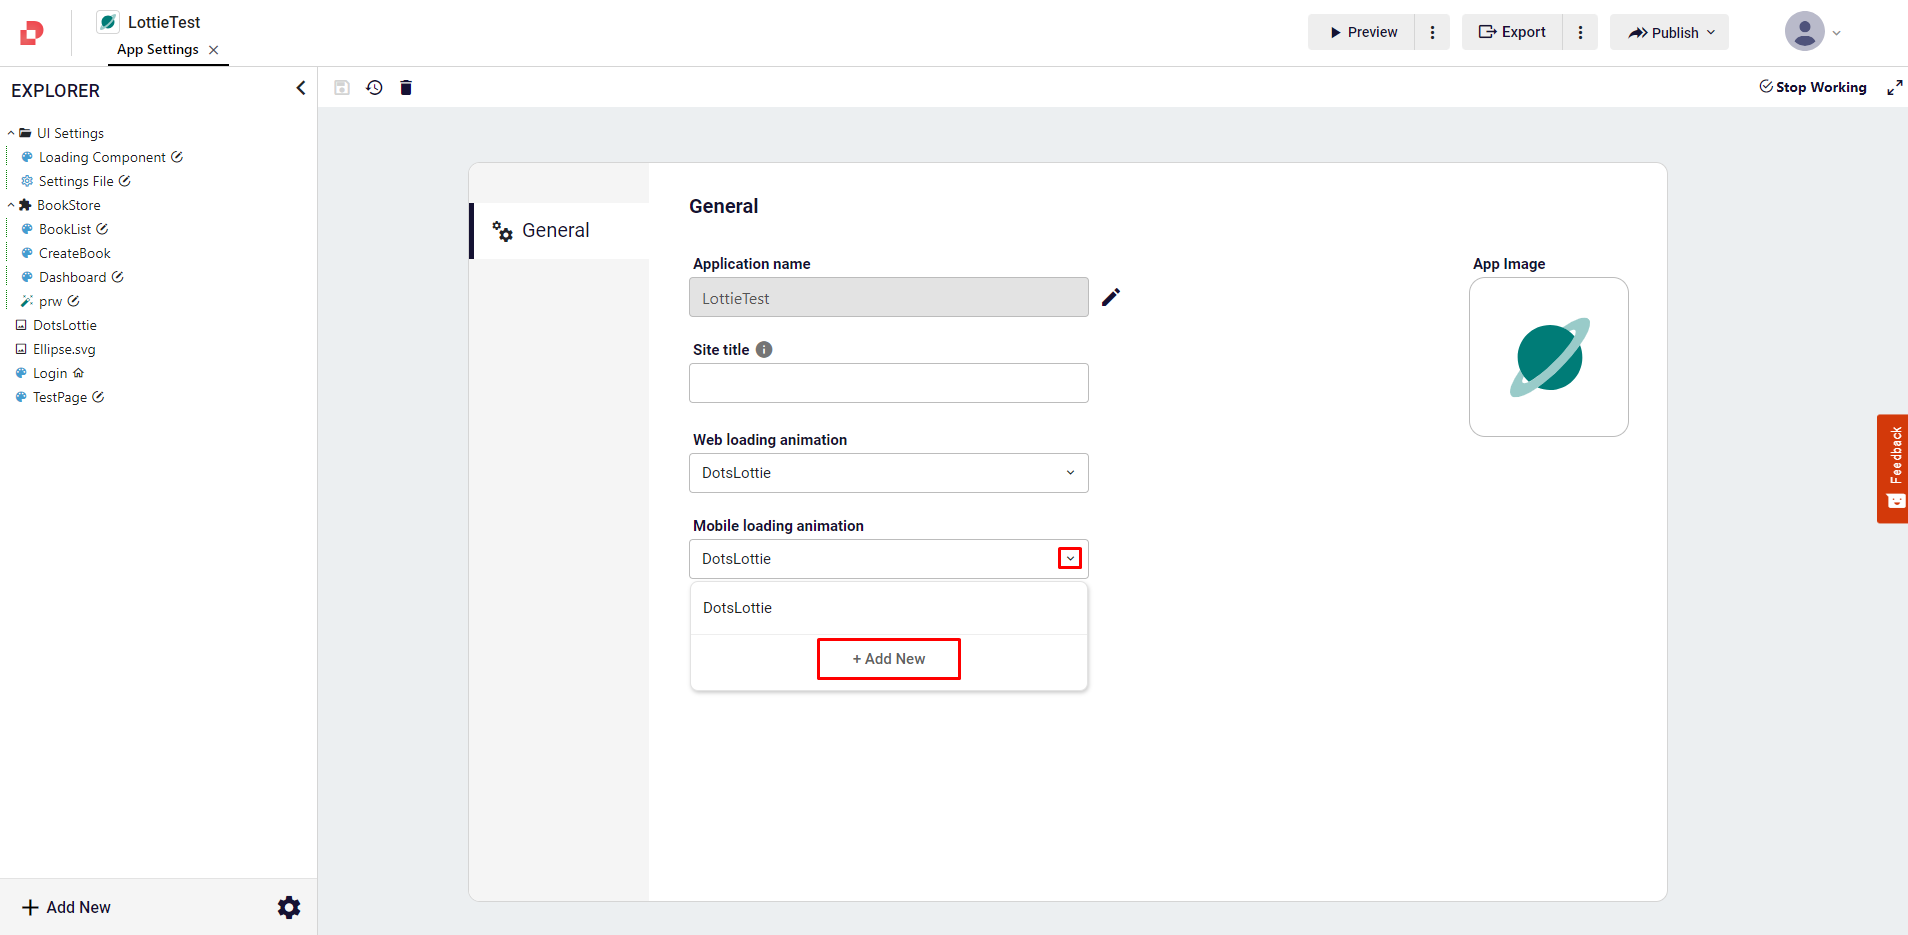 LottieTest
App Settings
Preview
Export
Publish
EXPLORER
Stop Working
UI Settings
Loading Component
Settings File
BookStore
BookList
CreateBook
Dashboard
prw
DotsLottie
Ellipse.svg
Login
TestPage
+ Add New
General
General
Application name
LottieTest
App Image
Site title
Web loading animation
DotsLottie
Mobile loading animation
DotsLottie
DotsLottie
+ Add New
Feedback